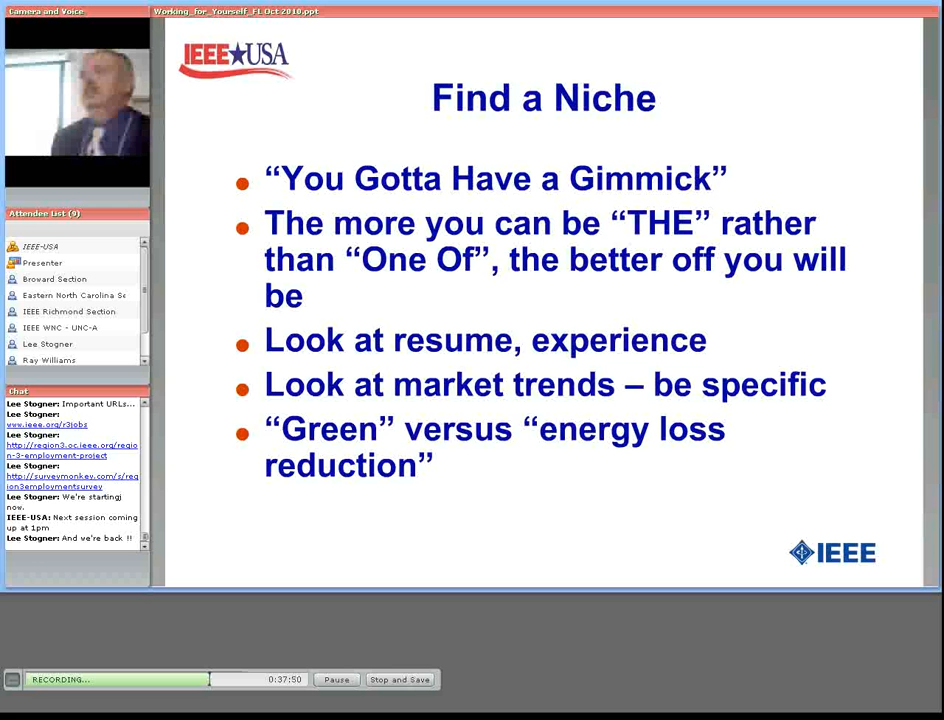 Camera and Voice
Working_for_Yourself_FL Oct 2010.ppt
IEEE USA
Find a Niche
“You Gotta Have a Gimmick”
The more you can be “THE” rather
than “One Of”, the better off you will
be
Look at resume, experience
Look at market trends – be specific
“Green” versus “energy loss
reduction”
IEEE
Attendee List (9)
IEEE-USA
Presenter
Broward Section
Eastern North Carolina Se
IEEE Richmond Section
IEEE WNC - UNC-A
Lee Stogner
Ray Williams
Chat
Lee Stogner: Important URLs...
Lee Stogner:
www.ieee.org/r3jobs
Lee Stogner:
http://region3.oc.ieee.org/regio
n-3-employment-project
Lee Stogner:
http://surveymonkey.com/s/reg
ion3employmentsurvey
Lee Stogner: We're startingj
now.
IEEE-USA: Next session coming
up at 1pm
Lee Stogner: And we're back !!
RECORDING...
0:37:50
Pause
Stop and Save